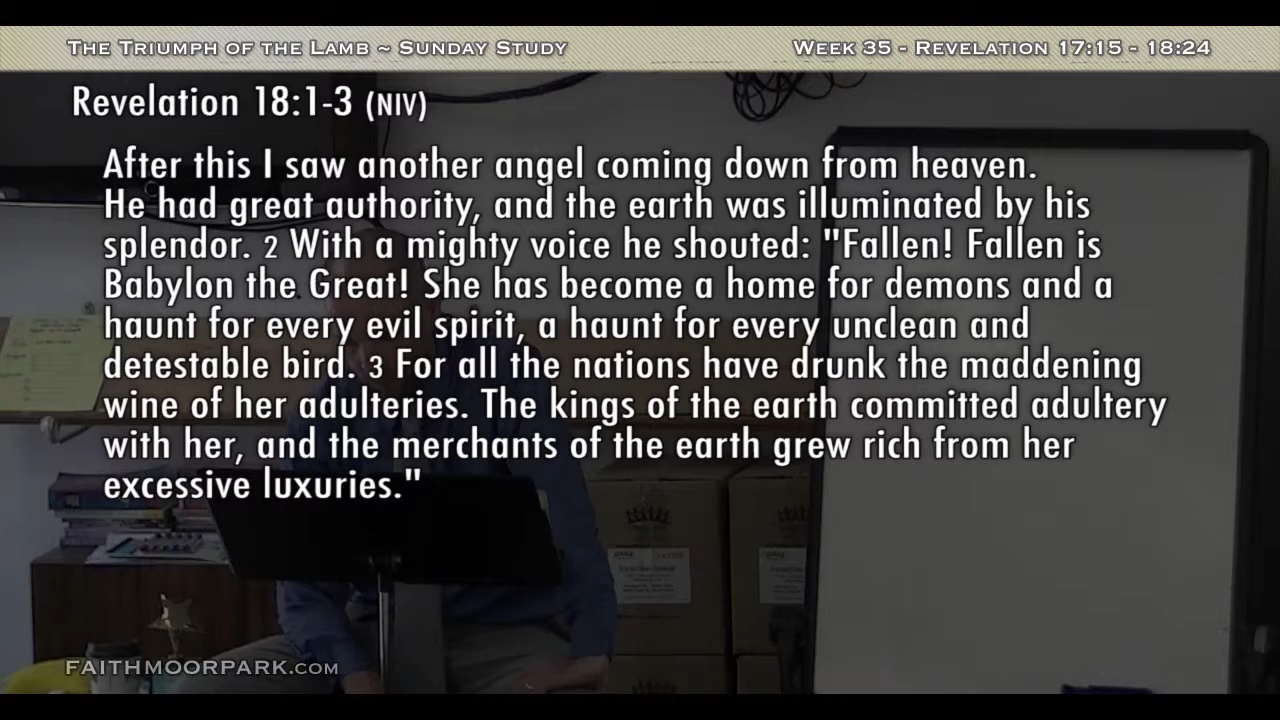 THE TRIUMPH OF THE LAMB ~ SUNDAY STUDY
WEEK 35 - REVELATION 17:15 - 18:24
Revelation 18:1-3 (NIV)
After this I saw another angel coming down from heaven.
He had great authority, and the earth was illuminated by his
splendor. 2 With a mighty voice he shouted: "Fallen! Fallen is
Babylon the Great! She has become a home for demons and a
haunt for every evil spirit, a haunt for every unclean and
detestable bird. 3 For all the nations have drunk the maddening
wine of her adulteries. The kings of the earth committed adultery
with her, and the merchants of the earth grew rich from her
excessive luxuries."
FAITHMOORPARK.COM